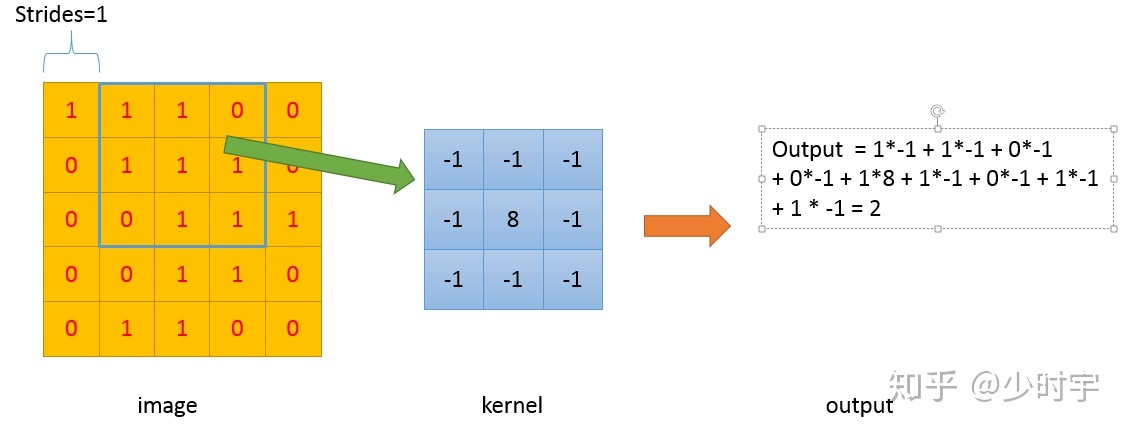 Strides=1
1 1 1 0 0
0 1 1 1 0
0 0 1 1 1
0 0 1 1 0
0 1 1 0 0
-1 -1 -1
-1 8 -1
-1 -1 -1
Output = 1*-1 + 1*-1 + 0*-1
+ 0*-1 + 1*8 + 1*-1 + 0*-1 + 1*-1
+ 1 * -1 = 2
image
kernel
output
知乎 @少时宇